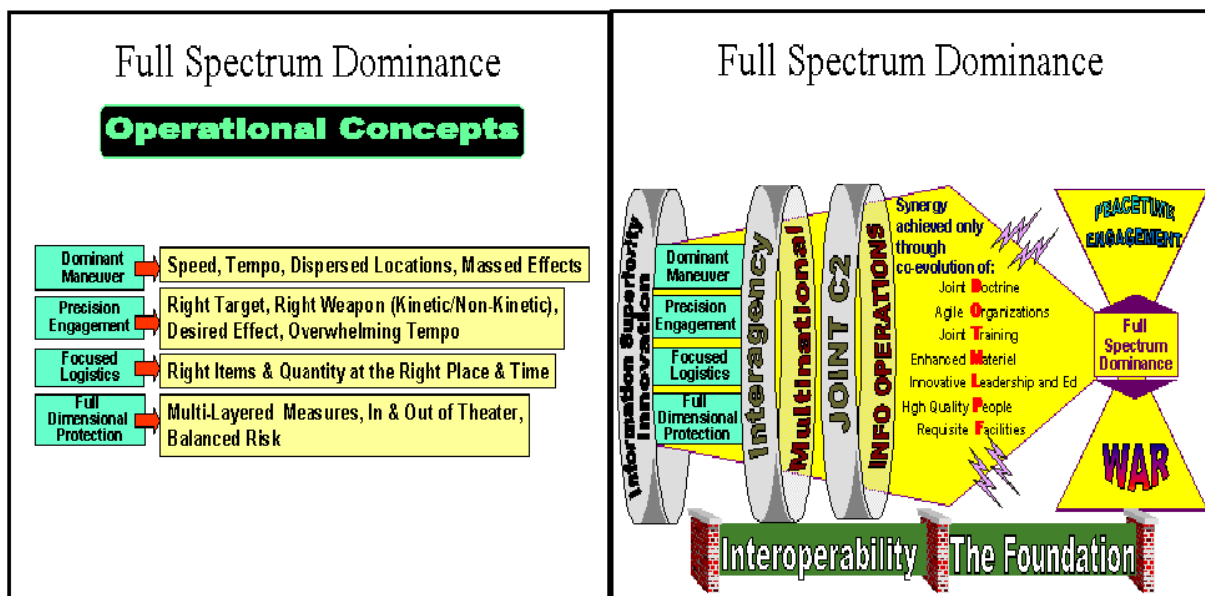 Full Spectrum Dominance
Operational Concepts
Dominant
Maneuver
Speed, Tempo, Dispersed Locations, Massed Effects
Precision
Engagement
Right Target, Right Weapon (Kinetic/Non-Kinetic),
Desired Effect, Overwhelming Tempo
Focused
Logistics
Right Items & Quantity at the Right Place & Time
Full
Dimensional
Protection
Multi-Layered Measures, In & Out of Theater,
Balanced Risk
Full Spectrum Dominance
Information Superiority
Innovation
Dominant
Maneuver
Precision
Engagement
Focused
Logistics
Full
Dimensional
Protection
Interagency
Multinational
JOINT C2
INFO OPERATIONS
Synergy
achieved only
through
co-evolution of:
Joint Doctrine
Agile Organizations
Joint Training
Enhanced Materiel
Innovative Leadership and Ed
High Quality People
Requisite Facilities
PEACETIME
ENGAGEMENT
Full
Spectrum
Dominance
WAR
Interoperability
The Foundation